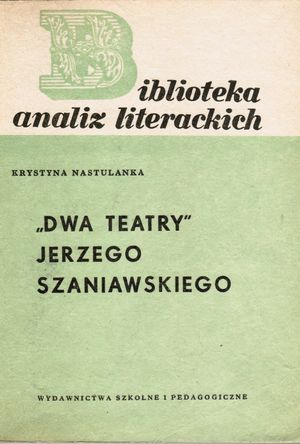 Biblioteka
analiz literackich
KRYSTYNA NASTULANKA
„DWA TEATRY"
JERZEGO
SZANIAWSKIEGO
WYDAWNICTWA SZKOLNE I PEDAGOGICZNE